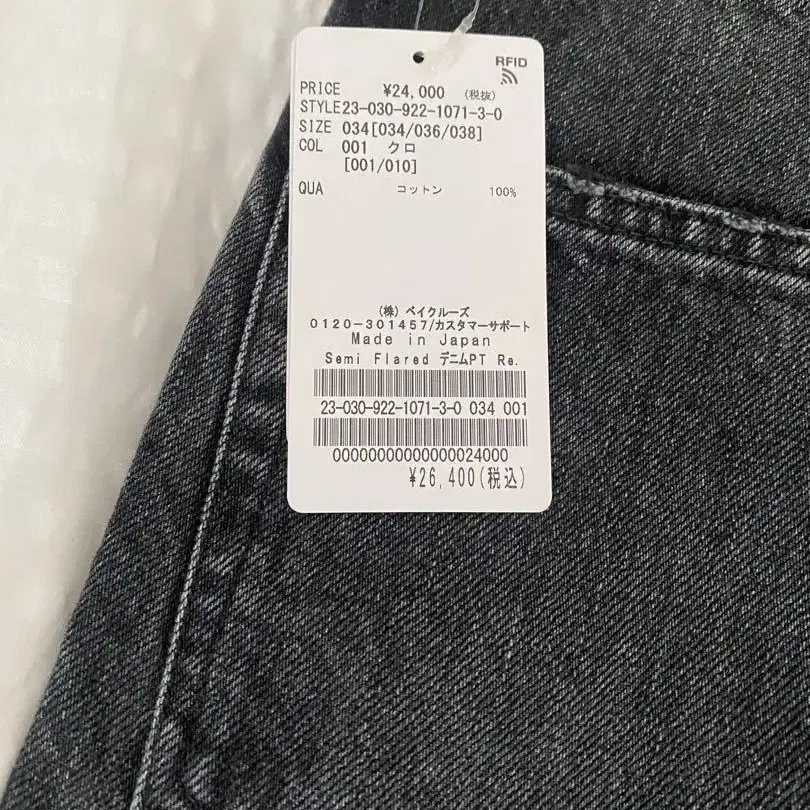 RFID
PRICE ¥24,000 (税抜)
STYLE23-030-922-1071-3-0
SIZE 034[034/036/038]
COL 001 クロ
[001/010]
QUA コットン 100%
(株) ベイクルーズ
0120-301457/カスタマーサポート
Made in Japan
Semi Flared デニムPT Re.
23-030-922-1071-3-0 034 001
00000000000000024000
¥26,400(税込)